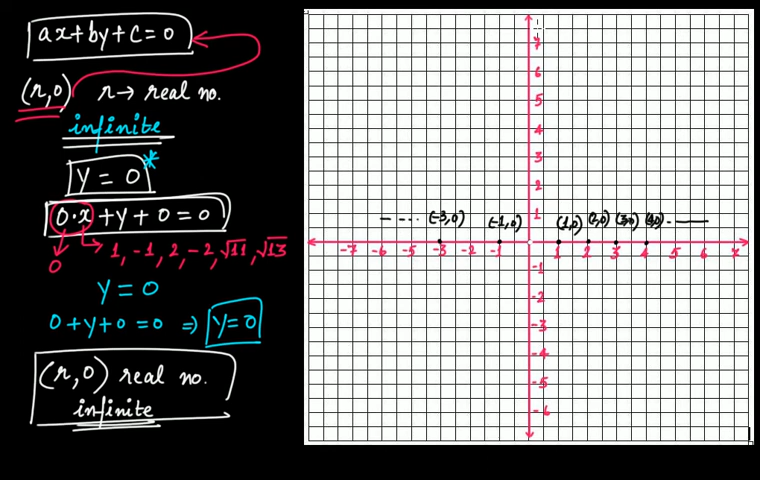 ax+by+c=0
(r,0) r→ real no.
infinite
y = 0*
0·x+y+0=0
0 1, -1, 2, -2, √11, √13
y = 0
0+y+0=0 ⇒ y=0
(r,0) real no.
infinite
7
6
5
4
3
2
1
---- (-3,0) (-1,0) (1,0) (2,0) (3,0) (4,0)
-7 -6 -5 -4 -3 -2 -1 1 2 3 4 5 6
-1
-2
-3
-4
-5
-6